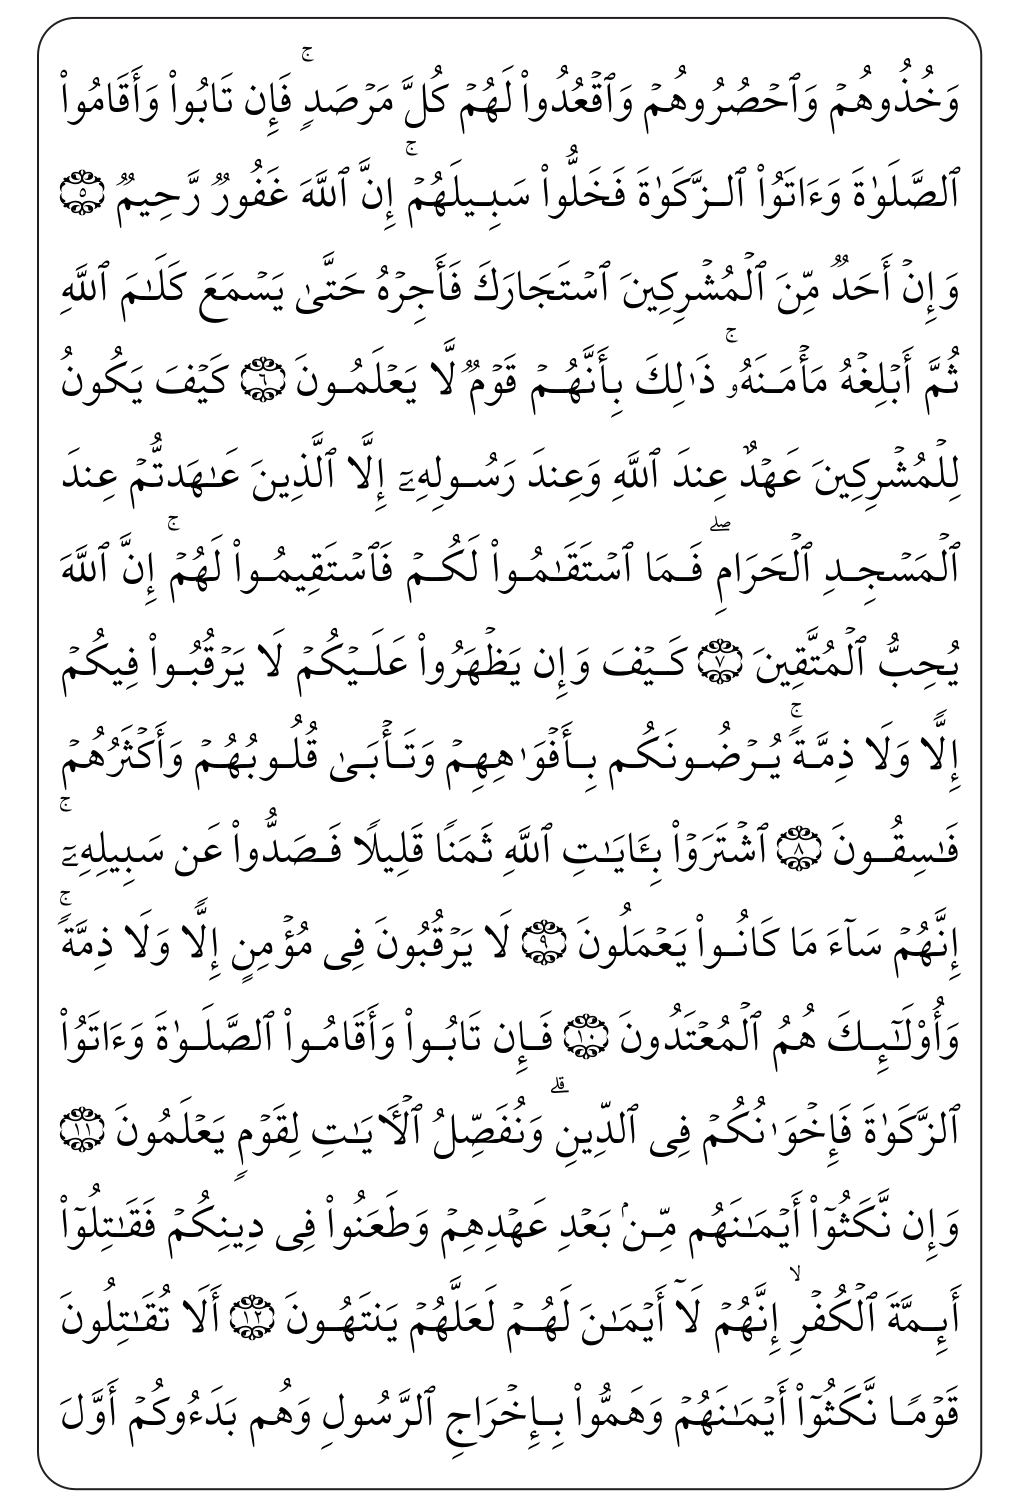 وَخُذُوهُمۡ وَٱحۡصُرُوهُمۡ وَٱقۡعُدُواْ لَهُمۡ كُلَّ مَرۡصَدٖۚ فَإِن تَابُواْ وَأَقَامُواْ
ٱلصَّلَوٰةَ وَءَاتَوُاْ ٱلزَّكَوٰةَ فَخَلُّواْ سَبِيلَهُمۡۚ إِنَّ ٱللَّهَ غَفُورٞ رَّحِيمٞ ٥
وَإِنۡ أَحَدٞ مِّنَ ٱلۡمُشۡرِكِينَ ٱسۡتَجَارَكَ فَأَجِرۡهُ حَتَّىٰ يَسۡمَعَ كَلَٰمَ ٱللَّهِ
ثُمَّ أَبۡلِغۡهُ مَأۡمَنَهُۥۚ ذَٰلِكَ بِأَنَّهُمۡ قَوۡمٞ لَّا يَعۡلَمُونَ ٦ كَيۡفَ يَكُونُ
لِلۡمُشۡرِكِينَ عَهۡدٌ عِندَ ٱللَّهِ وَعِندَ رَسُولِهِۦٓ إِلَّا ٱلَّذِينَ عَٰهَدتُّمۡ عِندَ
ٱلۡمَسۡجِدِ ٱلۡحَرَامِۖ فَمَا ٱسۡتَقَٰمُواْ لَكُمۡ فَٱسۡتَقِيمُواْ لَهُمۡۚ إِنَّ ٱللَّهَ
يُحِبُّ ٱلۡمُتَّقِينَ ٧ كَيۡفَ وَإِن يَظۡهَرُواْ عَلَيۡكُمۡ لَا يَرۡقُبُواْ فِيكُمۡ
إِلّٗا وَلَا ذِمَّةٗۚ يُرۡضُونَكُم بِأَفۡوَٰهِهِمۡ وَتَأۡبَىٰ قُلُوبُهُمۡ وَأَكۡثَرُهُمۡ
فَٰسِقُونَ ٨ ٱشۡتَرَوۡاْ بِـَٔايَٰتِ ٱللَّهِ ثَمَنٗا قَلِيلٗا فَصَدُّواْ عَن سَبِيلِهِۦٓۚ
إِنَّهُمۡ سَآءَ مَا كَانُواْ يَعۡمَلُونَ ٩ لَا يَرۡقُبُونَ فِي مُؤۡمِنٍ إِلّٗا وَلَا ذِمَّةٗۚ
وَأُوْلَٰٓئِكَ هُمُ ٱلۡمُعۡتَدُونَ ١٠ فَإِن تَابُواْ وَأَقَامُواْ ٱلصَّلَوٰةَ وَءَاتَوُاْ
ٱلزَّكَوٰةَ فَإِخۡوَٰنُكُمۡ فِي ٱلدِّينِۗ وَنُفَصِّلُ ٱلۡأٓيَٰتِ لِقَوۡمٖ يَعۡلَمُونَ ١١
وَإِن نَّكَثُوٓاْ أَيۡمَٰنَهُم مِّنۢ بَعۡدِ عَهۡدِهِمۡ وَطَعَنُواْ فِي دِينِكُمۡ فَقَٰتِلُوٓاْ
أَئِمَّةَ ٱلۡكُفۡرِۙ إِنَّهُمۡ لَآ أَيۡمَٰنَ لَهُمۡ لَعَلَّهُمۡ يَنتَهُونَ ١٢ أَلَا تُقَٰتِلُونَ
قَوۡمٗا نَّكَثُوٓاْ أَيۡمَٰنَهُمۡ وَهَمُّواْ بِإِخۡرَاجِ ٱلرَّسُولِ وَهُم بَدَءُوكُمۡ أَوَّلَ